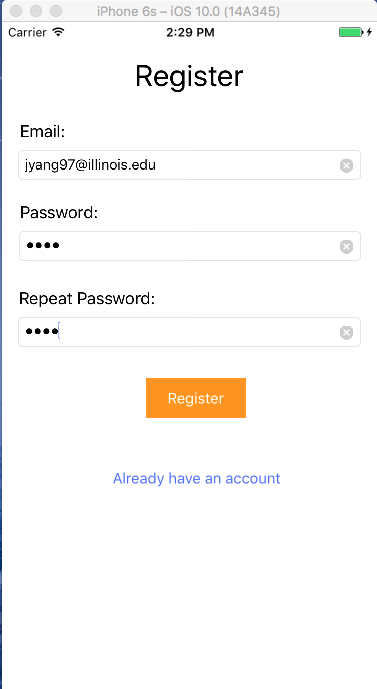 iPhone 6s – iOS 10.0 (14A345)
Carrier 2:29 PM
Register
Email:
jyang97@illinois.edu
Password:
••••
Repeat Password:
••••
Register
Already have an account